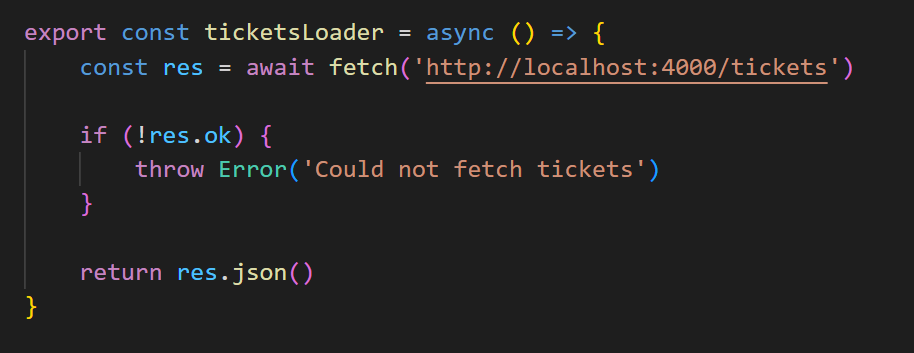 export const ticketsLoader = async () => {
    const res = await fetch('http://localhost:4000/tickets')

    if (!res.ok) {
        throw Error('Could not fetch tickets')
    }

    return res.json()
}